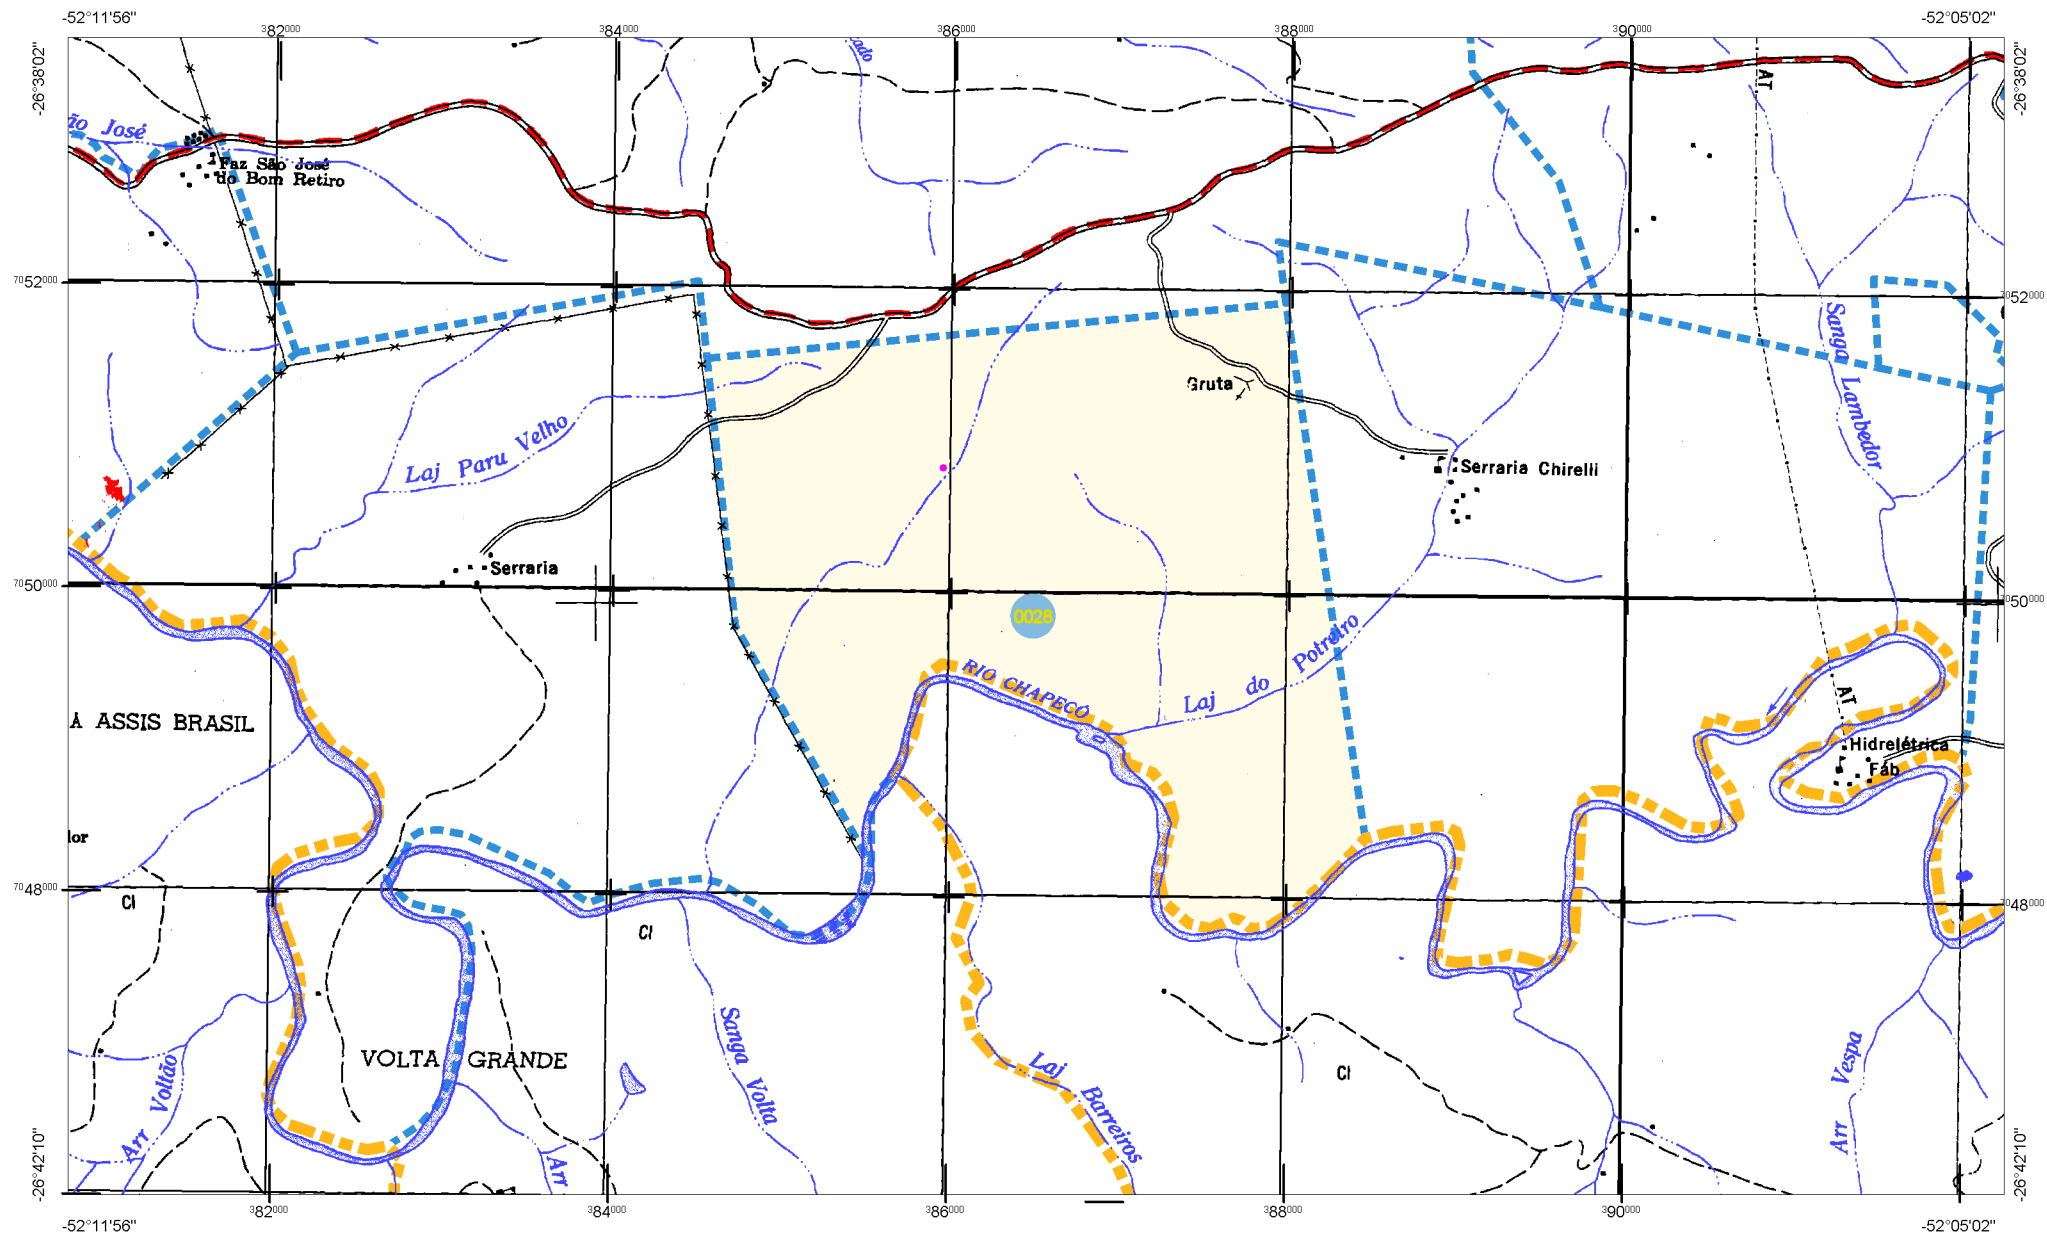 -52°11'56"
382000
384000
386000
388000
390000
-52°05'02"
-26°38'02"
-26°38'02"
ado
AT
ão José
Faz São José
do Bom Retiro
7052000
7052000
Sanga Lambedor
Gruta
Laj Paru Velho
Serraria Chirelli
Serraria
7050000
7050000
0028
RIO CHAPECÓ
Laj do Potreiro
AT
A ASSIS BRASIL
Hidrelétrica
Fáb
lor
7048000
7048000
CI
CI
Sanga Volta
VOLTA GRANDE
Laj Barreiros
CI
Arr Voltão
Arr Vespa
Arr
-26°42'10"
-26°42'10"
382000
384000
386000
388000
390000
-52°11'56"
-52°05'02"